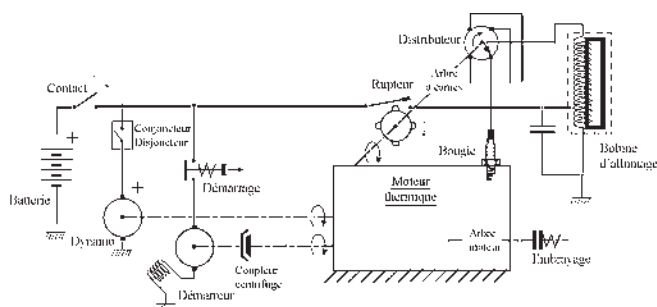 Distributeur
Contact
Rupteur
Arbre
à cames
Conjoncteur
Disjoncteur
+
+
Bougie
Bobine
d'allumage
Démarrage
Moteur
thermique
Batterie
Dynamo
Arbre
moteur
Coupleur
centrifuge
Embrayage
Démarreur